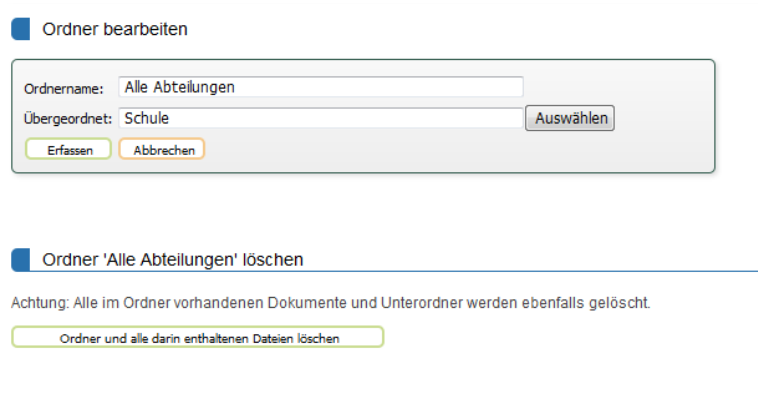 Ordner bearbeiten
Ordnername: Alle Abteilungen
Übergeordnet: Schule Auswählen
Erfassen Abbrechen
Ordner 'Alle Abteilungen' löschen
Achtung: Alle im Ordner vorhandenen Dokumente und Unterordner werden ebenfalls gelöscht.
Ordner und alle darin enthaltenen Dateien löschen